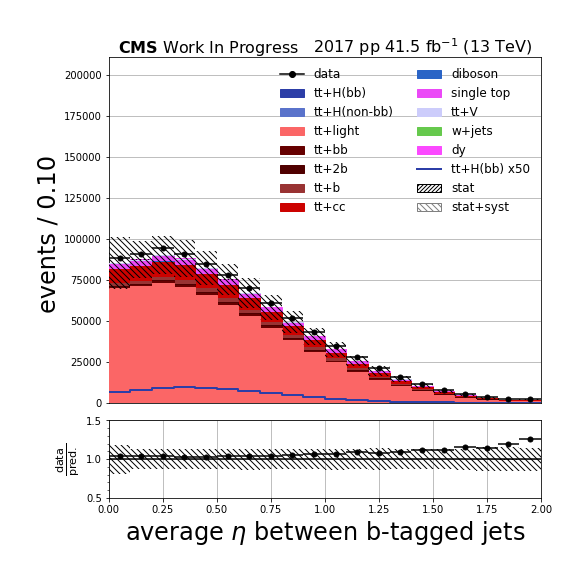 CMS Work In Progress 2017 pp 41.5 fb⁻¹ (13 TeV)
events / 0.10
200000
175000
150000
125000
100000
75000
50000
25000
0
data
tt+H(bb)
tt+H(non-bb)
tt+light
tt+bb
tt+2b
tt+b
tt+cc
diboson
single top
tt+V
w+jets
dy
tt+H(bb) x50
stat
stat+syst
data
pred.
1.5
1.0
0.5
0.00 0.25 0.50 0.75 1.00 1.25 1.50 1.75 2.00
average η between b-tagged jets